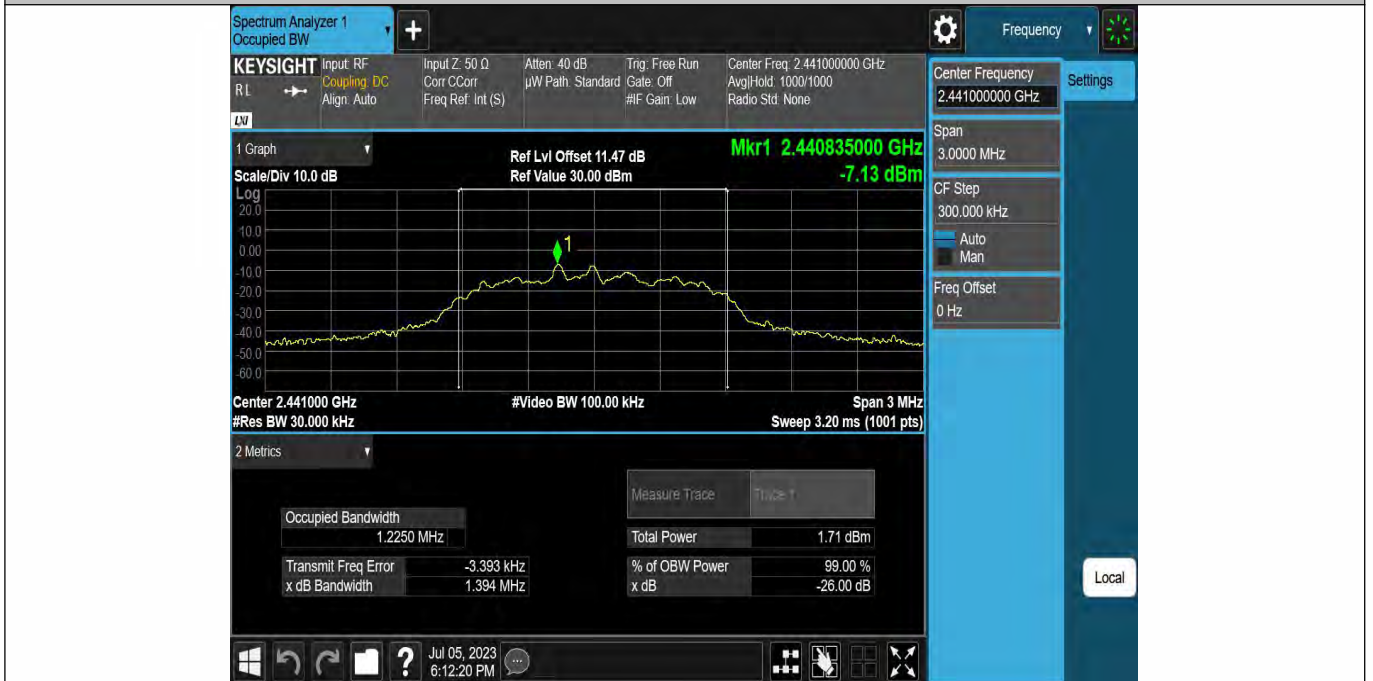 Spectrum Analyzer 1
Occupied BW
+
Frequency
KEYSIGHT
RL
LXI
Input: RF
Coupling: DC
Align: Auto
Input Z: 50 Ω
Corr CCorr
Freq Ref: Int (S)
Atten: 40 dB
µW Path: Standard
Trig: Free Run
Gate: Off
#IF Gain: Low
Center Freq: 2.441000000 GHz
Avg|Hold: 1000/1000
Radio Std: None
Center Frequency
2.441000000 GHz
Settings
Span
3.0000 MHz
CF Step
300.000 kHz
Auto
Man
Freq Offset
0 Hz
Local
1 Graph
Scale/Div 10.0 dB
Ref Lvl Offset 11.47 dB
Ref Value 30.00 dBm
Mkr1 2.440835000 GHz
-7.13 dBm
Log
20.0
10.0
0.00
-10.0
-20.0
-30.0
-40.0
-50.0
-60.0
1
Center 2.441000 GHz
#Video BW 100.00 kHz
Span 3 MHz
#Res BW 30.000 kHz
Sweep 3.20 ms (1001 pts)
2 Metrics
Measure Trace
Trace 1
Occupied Bandwidth
1.2250 MHz
Total Power
1.71 dBm
Transmit Freq Error
-3.393 kHz
% of OBW Power
99.00 %
x dB Bandwidth
1.394 MHz
x dB
-26.00 dB
?
Jul 05, 2023
6:12:20 PM